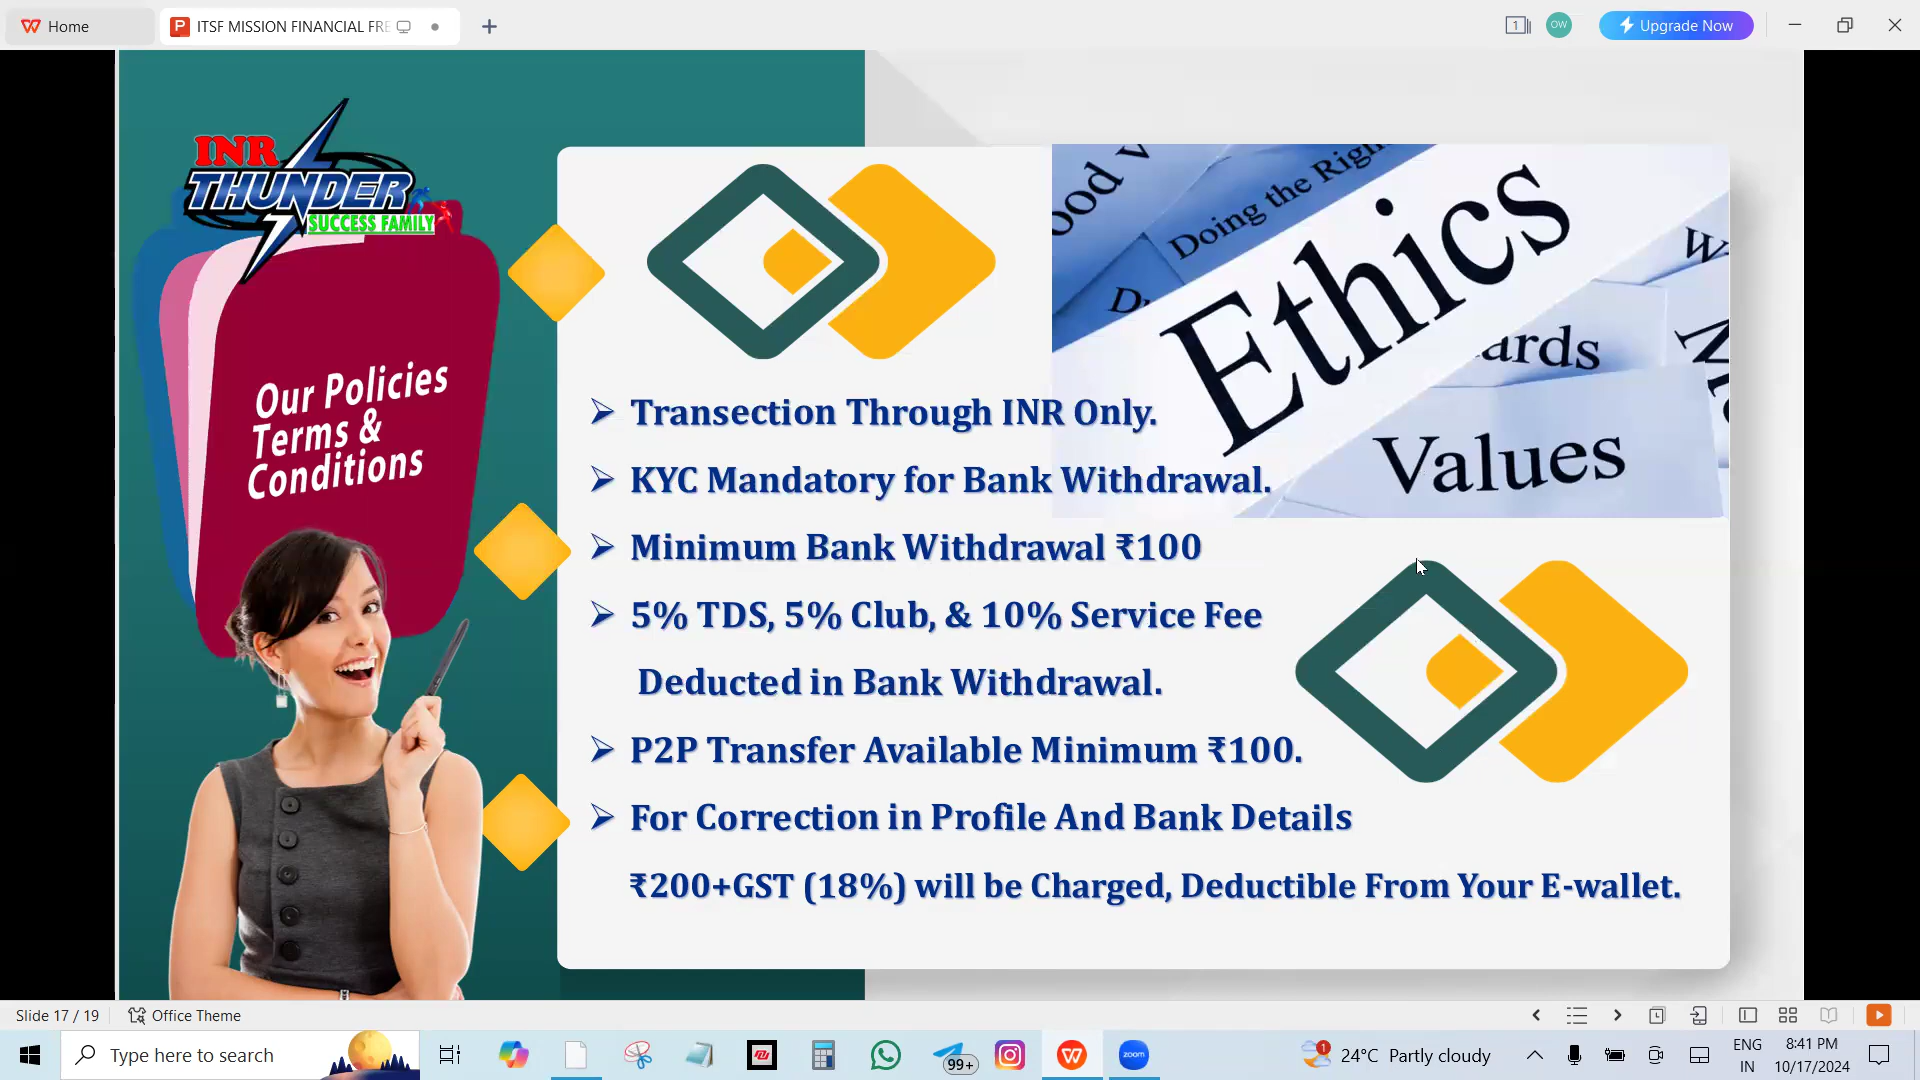 Home
ITSF MISSION FINANCIAL FRE
1
OW
Upgrade Now
INR
THUNDER
SUCCESS FAMILY
Our Policies
Terms &
Conditions
Doing the Righ
Ethics
ards
Values
➢ Transection Through INR Only.
➢ KYC Mandatory for Bank Withdrawal.
➢ Minimum Bank Withdrawal ₹100
➢ 5% TDS, 5% Club, & 10% Service Fee
Deducted in Bank Withdrawal.
➢ P2P Transfer Available Minimum ₹100.
➢ For Correction in Profile And Bank Details
₹200+GST (18%) will be Charged, Deductible From Your E-wallet.
Slide 17 / 19
Office Theme
Type here to search
99+
zoom
1
24°C Partly cloudy
ENG
IN
8:41 PM
10/17/2024